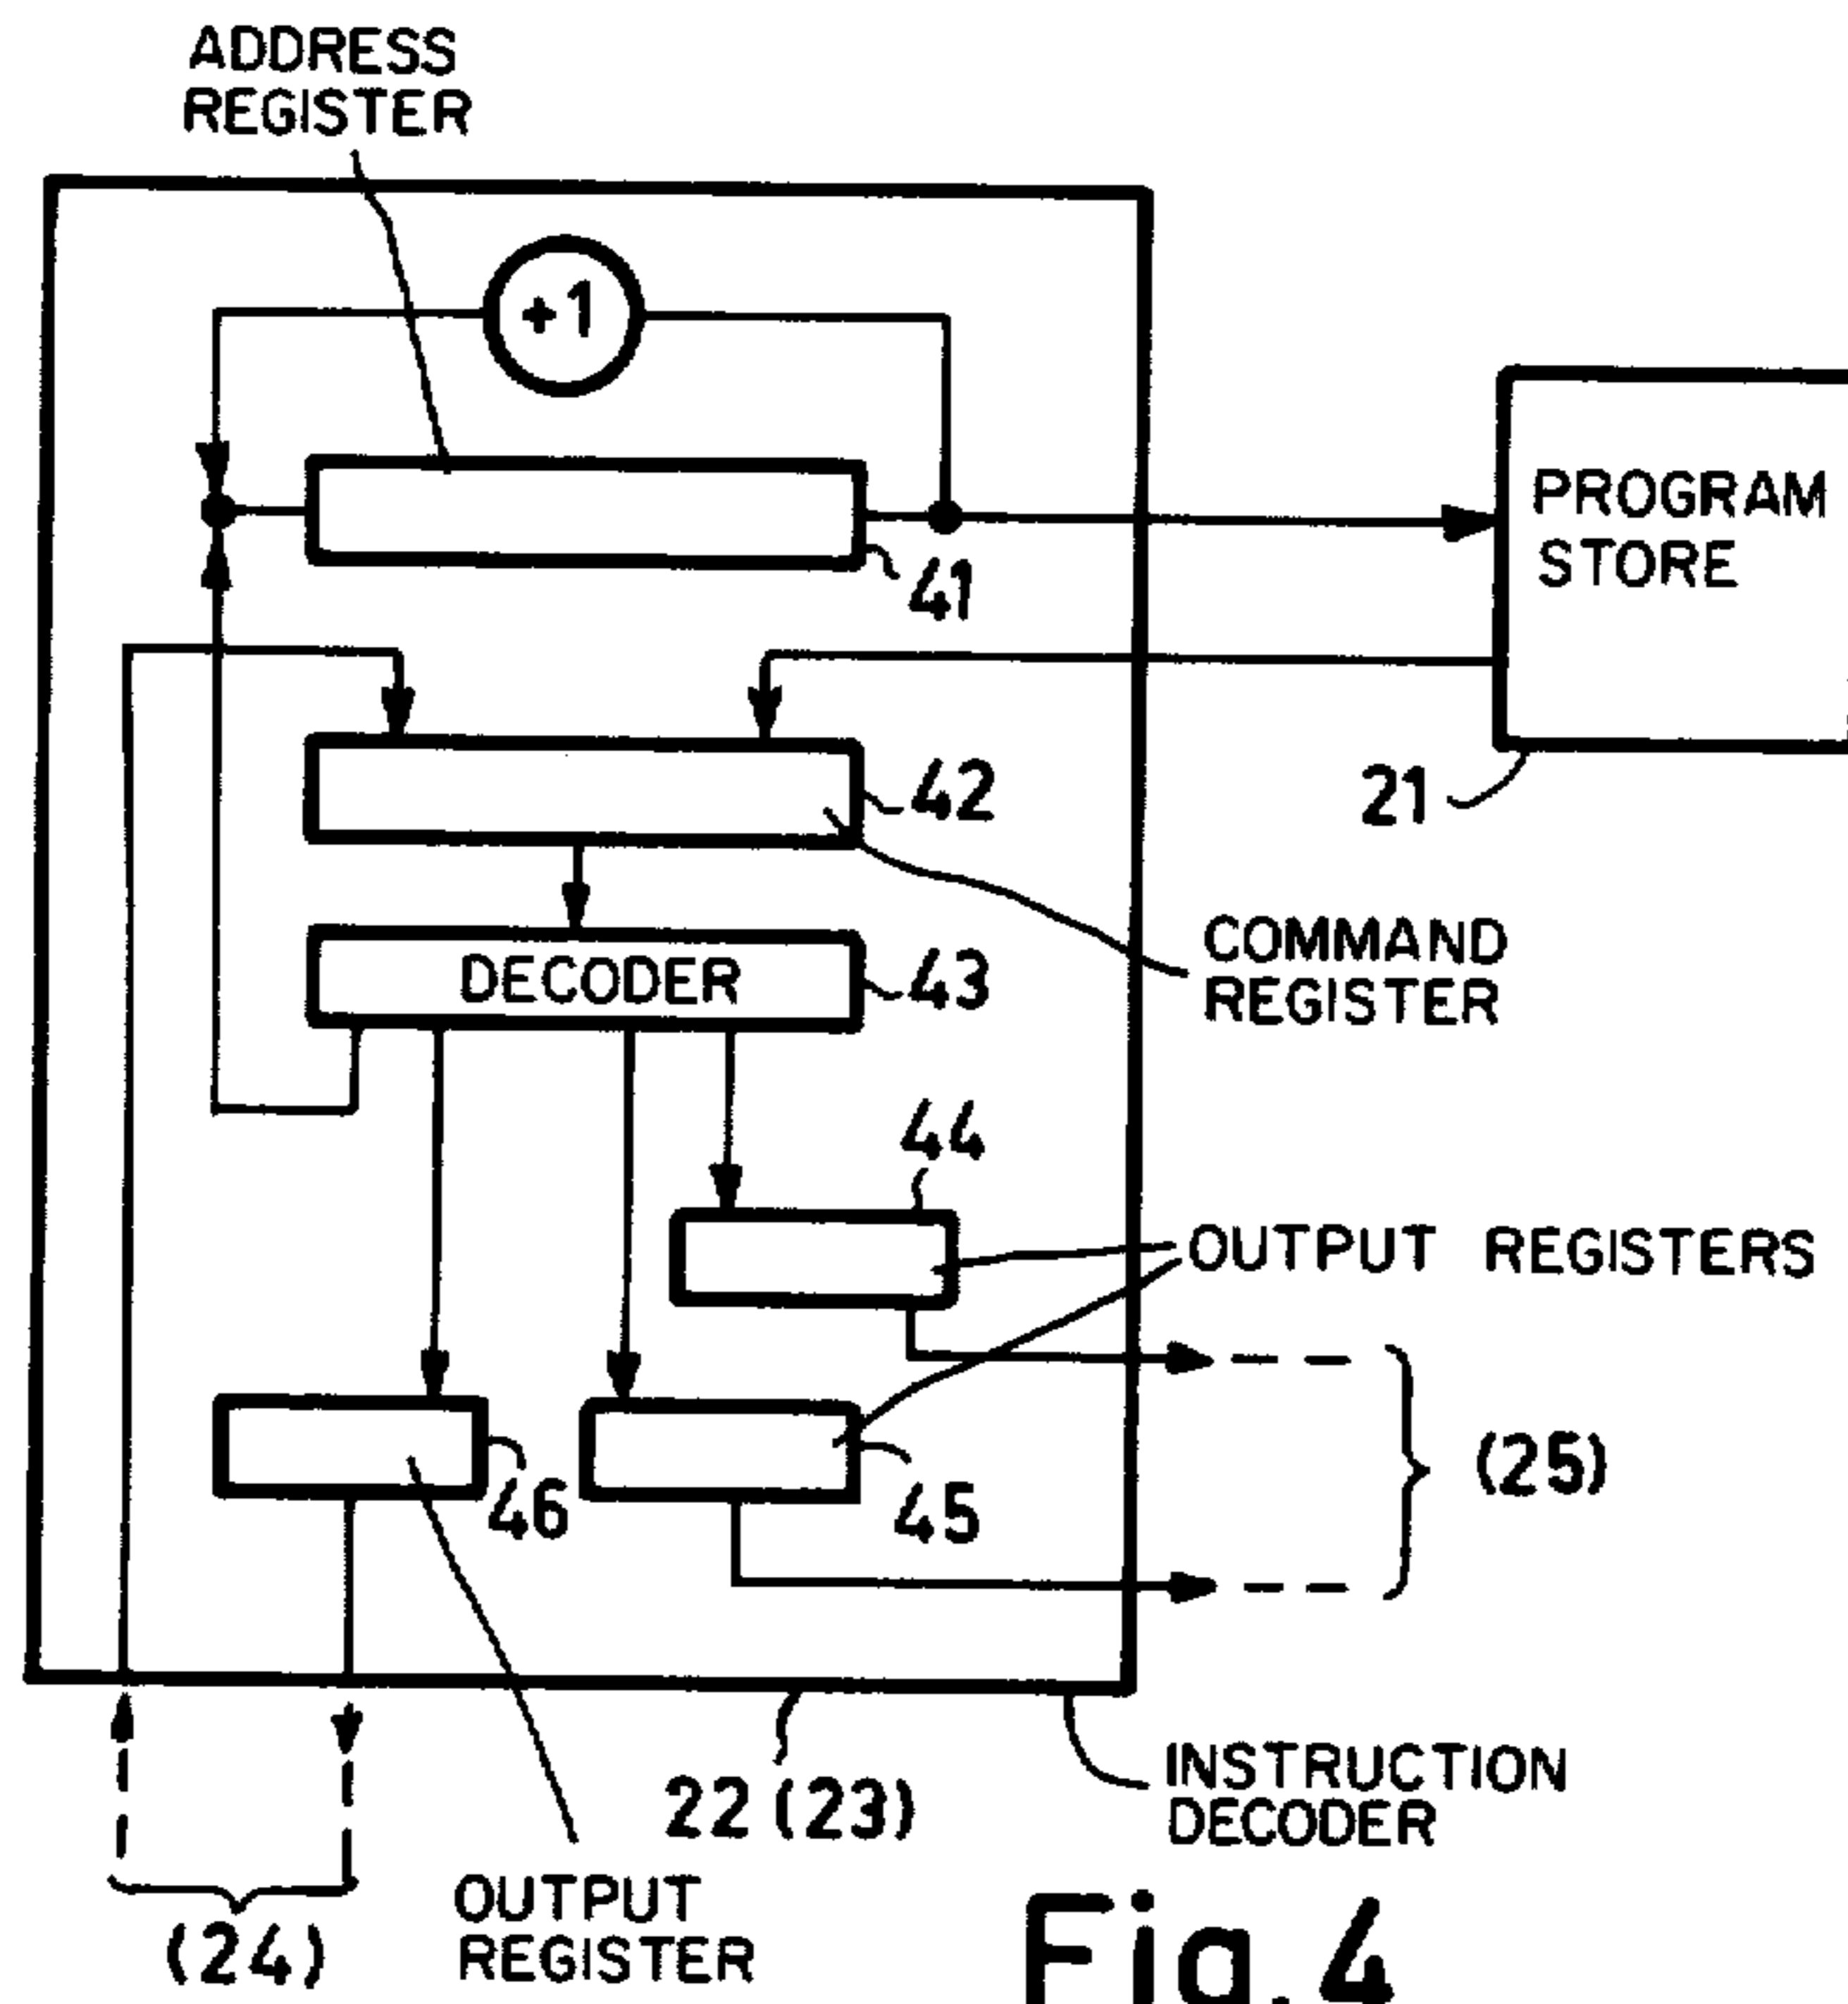 ADDRESS
REGISTER
+1
PROGRAM
STORE
41
42
21
COMMAND
REGISTER
DECODER
43
44
OUTPUT REGISTERS
(25)
46
45
22 (23)
INSTRUCTION
DECODER
(24)
OUTPUT
REGISTER
Fig.4